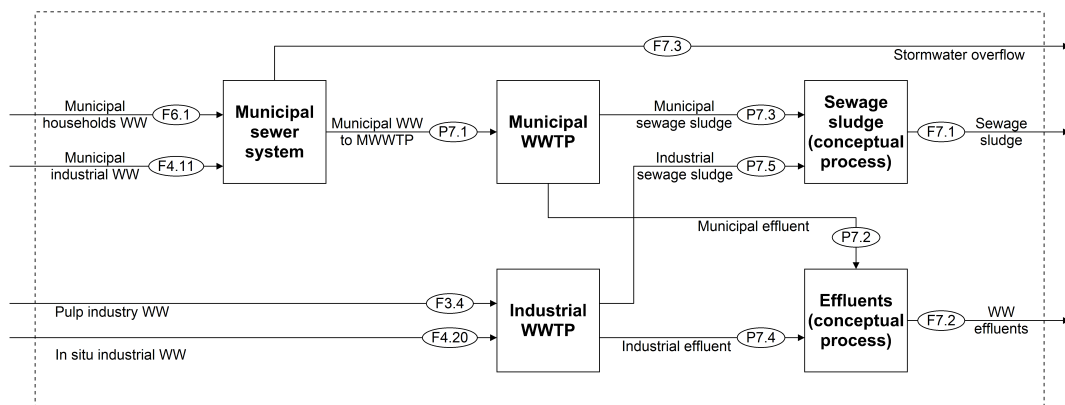 F7.3
Stormwater overflow
Municipal
households WW
F6.1
Municipal
industrial WW
F4.11
Municipal
sewer
system
Municipal WW
to MWWTP
P7.1
Municipal
WWTP
Municipal
sewage sludge
P7.3
Industrial
sewage sludge
P7.5
Sewage
sludge
(conceptual
process)
F7.1
Sewage
sludge
Municipal effluent
P7.2
Pulp industry WW
F3.4
In situ industrial WW
F4.20
Industrial
WWTP
Industrial effluent
P7.4
Effluents
(conceptual
process)
F7.2
WW
effluents